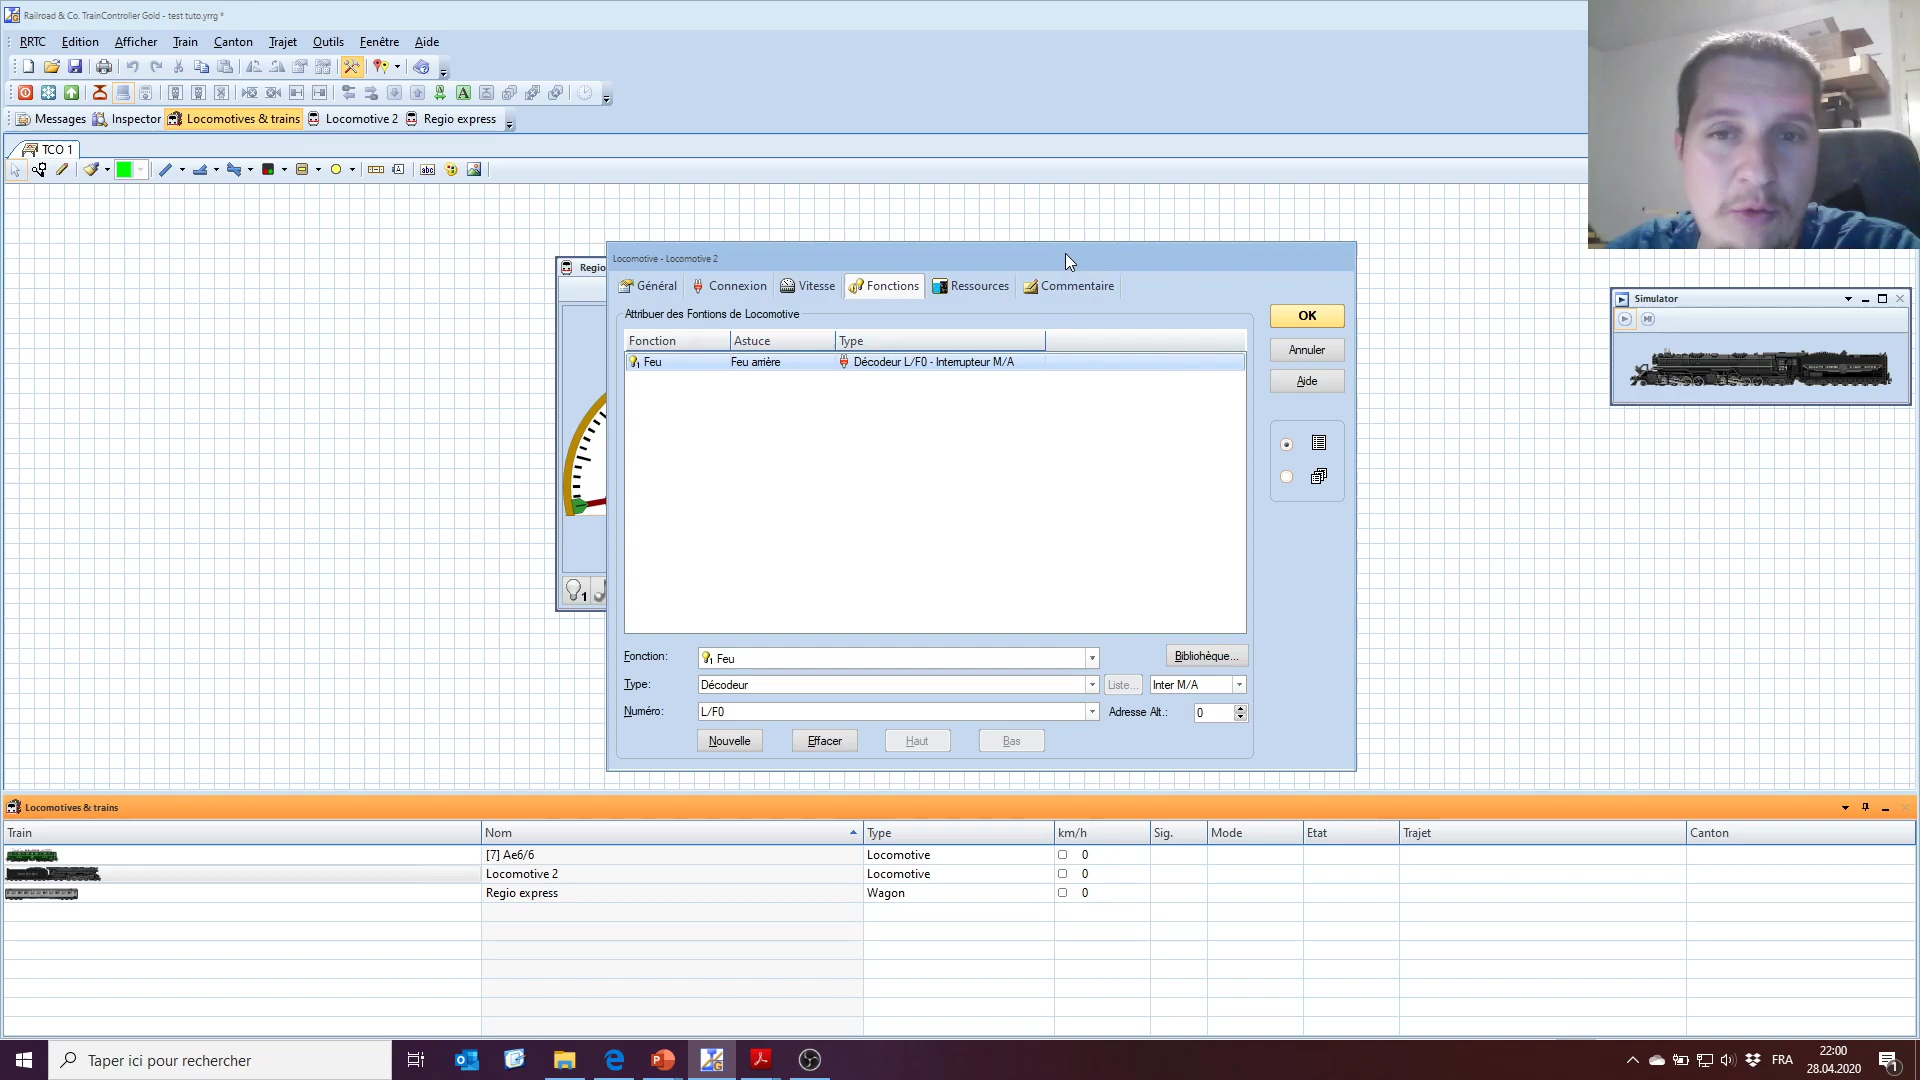 Railroad & Co. TrainController Gold - test tuto.yrrg *
RRTC Edition Afficher Train Canton Trajet Outils Fenêtre Aide
Messages Inspector Locomotives & trains Locomotive 2 Regio express
TCO 1
abc
Regio
Locomotive - Locomotive 2
Général Connexion Vitesse Fonctions Ressources Commentaire
Attribuer des Fontions de Locomotive
Fonction Astuce Type
Feu Feu arrière Décodeur L/F0 - Interrupteur M/A
OK
Annuler
Aide
Fonction: Feu Bibliohèque...
Type: Décodeur Liste... Inter M/A
Numéro: L/F0 Adresse Alt.: 0
Nouvelle Effacer Haut Bas
Simulator
Locomotives & trains
Train Nom Type km/h Sig. Mode Etat Trajet Canton
[7] Ae6/6 Locomotive 0
Locomotive 2 Locomotive 0
Regio express Wagon 0
Taper ici pour rechercher
FRA
22:00
28.04.2020